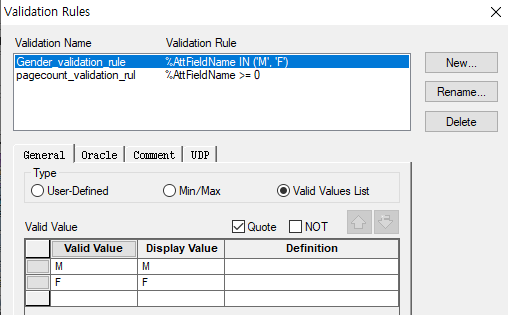 Validation Rules
Validation Name Validation Rule
Gender_validation_rule %AttFieldName IN ('M', 'F')
pagecount_validation_rul %AttFieldName >= 0
New...
Rename...
Delete
General Oracle Comment UDP
Type
User-Defined Min/Max Valid Values List
Valid Value Quote NOT
Valid Value Display Value Definition
M M
F F